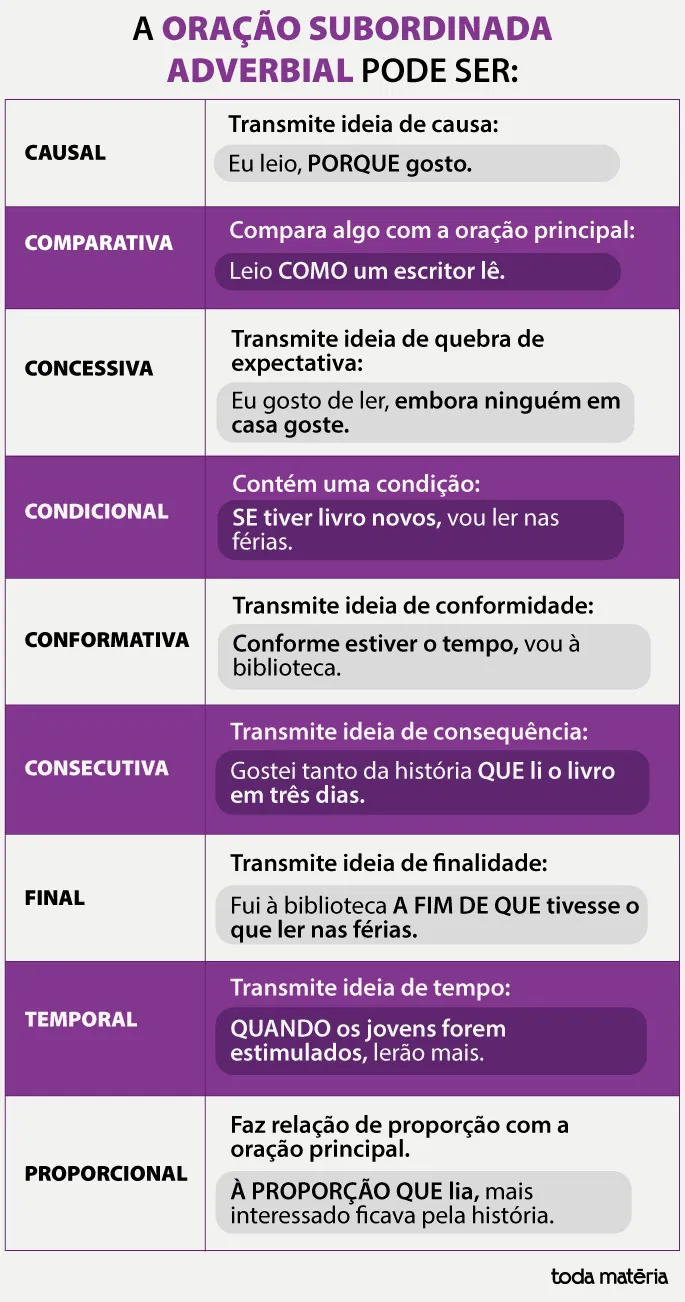 A ORAÇÃO SUBORDINADA
ADVERBIAL PODE SER:
CAUSAL
Transmite ideia de causa:
Eu leio, PORQUE gosto.
COMPARATIVA
Compara algo com a oração principal:
Leio COMO um escritor lê.
CONCESSIVA
Transmite ideia de quebra de
expectativa:
Eu gosto de ler, embora ninguém em
casa goste.
CONDICIONAL
Contém uma condição:
SE tiver livro novos, vou ler nas
férias.
CONFORMATIVA
Transmite ideia de conformidade:
Conforme estiver o tempo, vou à
biblioteca.
CONSECUTIVA
Transmite ideia de consequência:
Gostei tanto da história QUE li o livro
em três dias.
FINAL
Transmite ideia de finalidade:
Fui à biblioteca A FIM DE QUE tivesse o
que ler nas férias.
TEMPORAL
Transmite ideia de tempo:
QUANDO os jovens forem
estimulados, lerão mais.
PROPORCIONAL
Faz relação de proporção com a
oração principal.
À PROPORÇÃO QUE lia, mais
interessado ficava pela história.
toda matéria